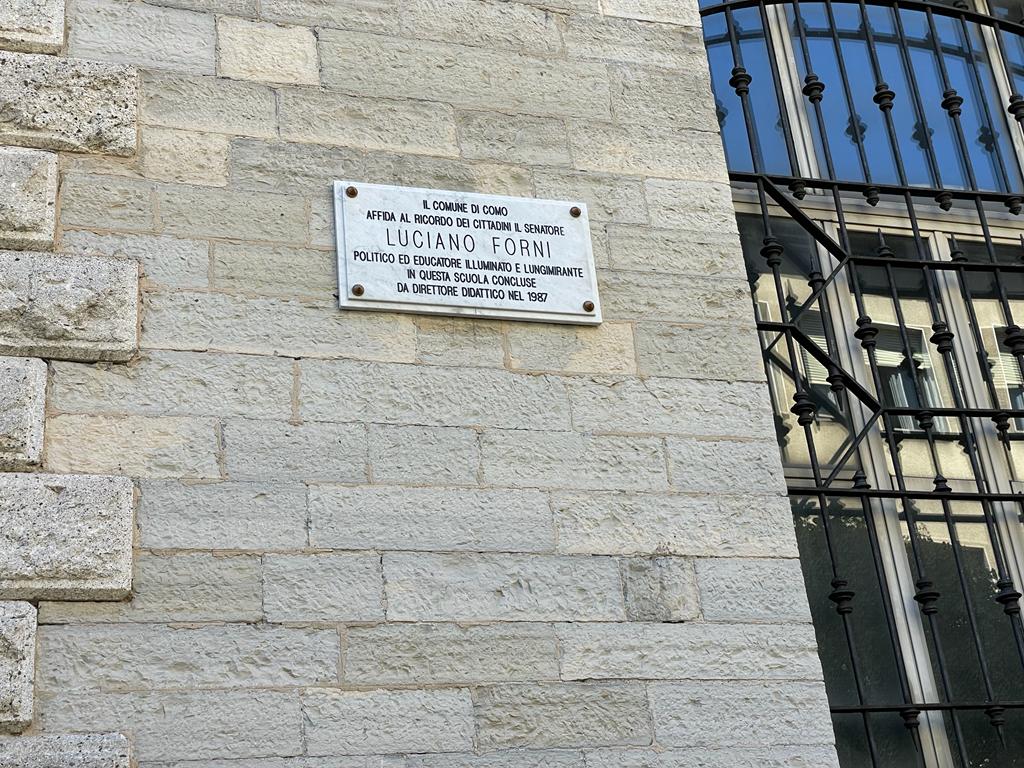 IL COMUNE DI COMO
AFFIDA AL RICORDO DEI CITTADINI IL SENATORE
LUCIANO FORNI
POLITICO ED EDUCATORE ILLUMINATO E LUNGIMIRANTE
IN QUESTA SCUOLA CONCLUSE
DA DIRETTORE DIDATTICO NEL 1987